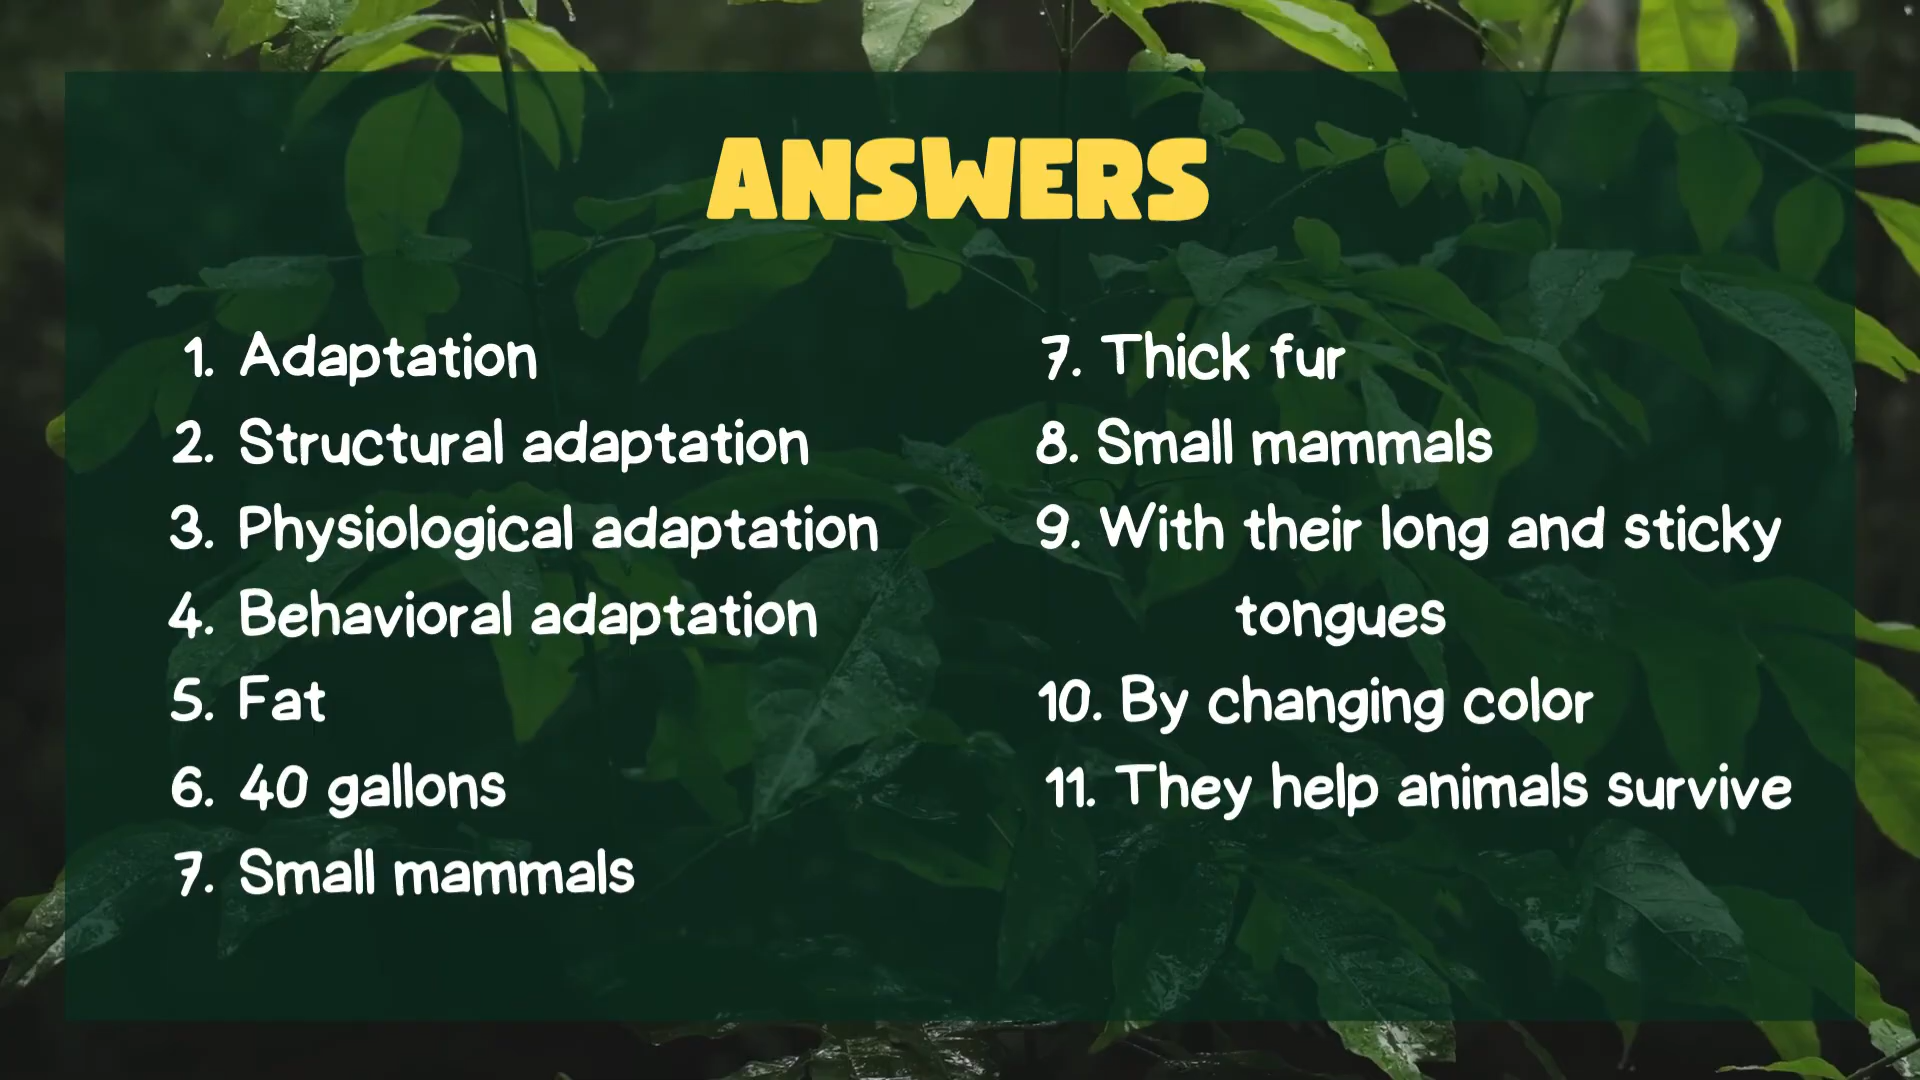 ANSWERS
1. Adaptation
2. Structural adaptation
3. Physiological adaptation
4. Behavioral adaptation
5. Fat
6. 40 gallons
7. Small mammals
7. Thick fur
8. Small mammals
9. With their long and sticky
tongues
10. By changing color
11. They help animals survive